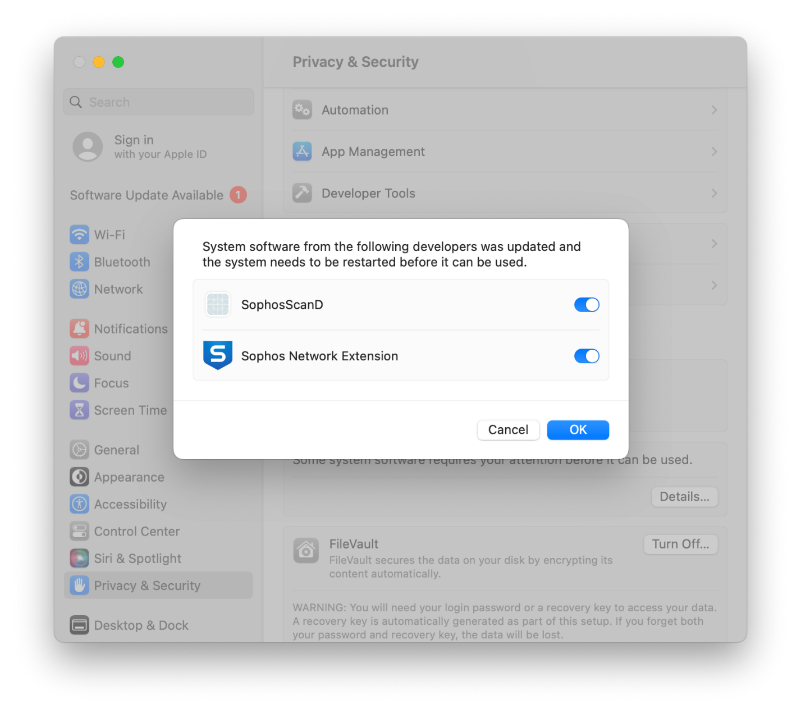 Privacy & Security
Search
Sign in
with your Apple ID
Software Update Available 1
Wi-Fi
Bluetooth
Network
Notifications
Sound
Focus
Screen Time
General
Appearance
Accessibility
Control Center
Siri & Spotlight
Privacy & Security
Desktop & Dock
Automation
App Management
Developer Tools
System software from the following developers was updated and
the system needs to be restarted before it can be used.
SophosScanD
S
Sophos Network Extension
Cancel
OK
Some system software requires your attention before it can be used.
Details...
FileVault
Turn Off...
FileVault secures the data on your disk by encrypting its
content automatically.
WARNING: You will need your login password or a recovery key to access your data.
A recovery key is automatically generated as part of this setup. If you forget both
your password and recovery key, the data will be lost.